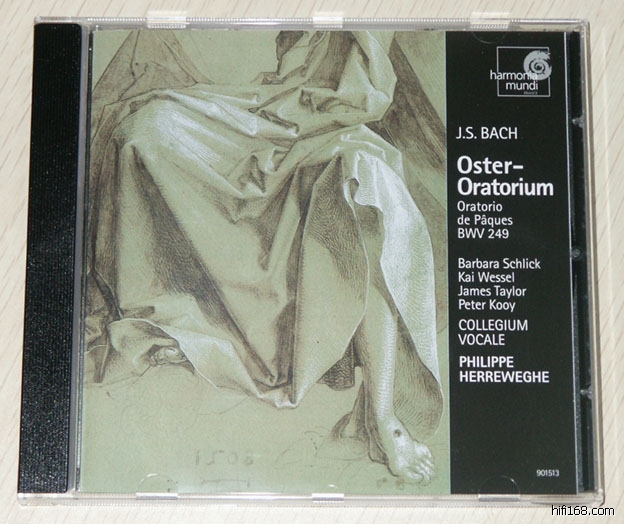 harmonia
mundi
FRANCE
J.S. BACH
Oster-
Oratorium
Oratorio
de Pâques
BWV 249
Barbara Schlick
Kai Wessel
James Taylor
Peter Kooy
COLLEGIUM
VOCALE
PHILIPPE
HERREWEGHE
901513
hifi168.com